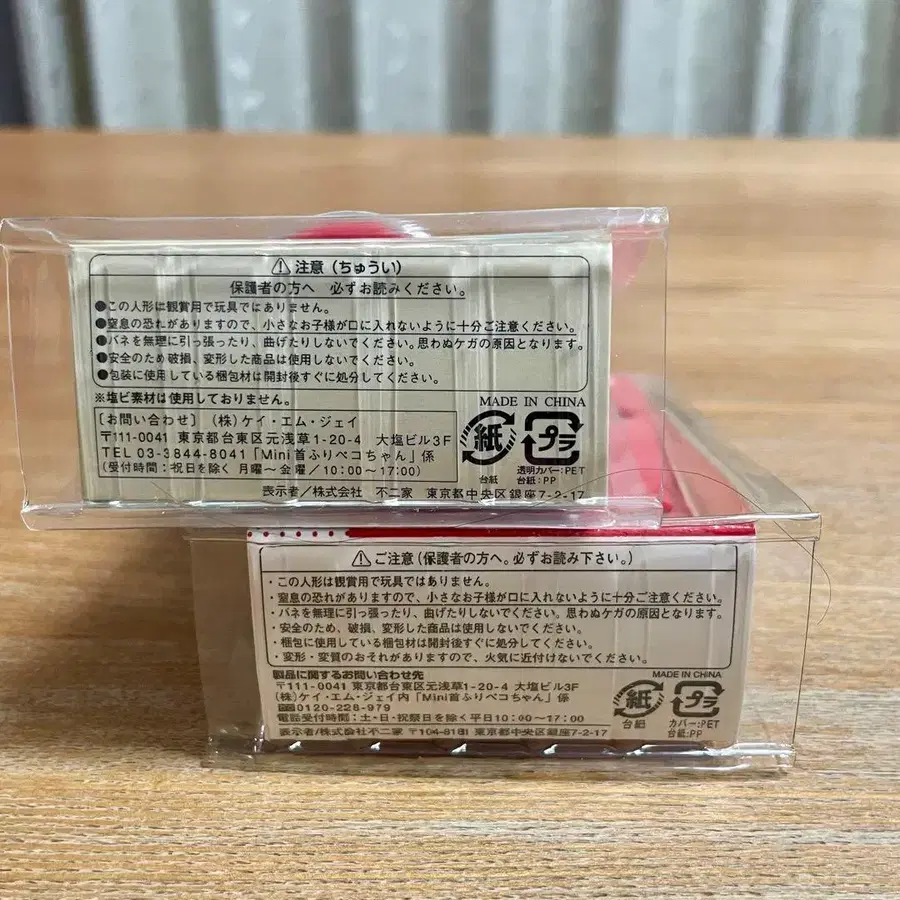 ⚠注意（ちゅうい）
保護者の方へ 必ずお読みください。
●この人形は観賞用で玩具ではありません。
●窒息の恐れがありますので、小さなお子様が口に入れないように十分ご注意ください。
●バネを無理に引っ張ったり、曲げたりしないでください。思わぬケガの原因となります。
●安全のため破損、変形した商品は使用しないでください。
●包装に使用している梱包材は開封後すぐに処分してください。
※塩ビ素材は使用しておりません。
MADE IN CHINA
〔お問い合わせ〕（株）ケイ・エム・ジェイ
〒111-0041 東京都台東区元浅草1-20-4 大塩ビル3F
TEL 03-3844-8041「Mini首ふりペコちゃん」係
（受付時間：祝日を除く 月曜～金曜／10：00～17：00）
紙
台紙
プラ
透明カバー：PET
台紙：PP
表示者／株式会社 不二家 東京都中央区銀座7-2-17
⚠ご注意（保護者の方へ。必ずお読み下さい。）
・この人形は観賞用で玩具ではありません。
・窒息の恐れがありますので、小さなお子様が口に入れないように十分ご注意ください。
・バネを無理に引っ張ったり、曲げたりしないでください。思わぬケガの原因となります。
・安全のため、破損、変形した商品は使用しないでください。
・梱包に使用している梱包材は開封後すぐに処分してください。
・変形・変質のおそれがありますので、火気に近付けないでください。
製品に関するお問い合わせ先
〒111-0041 東京都台東区元浅草1-20-4 大塩ビル3F
（株）ケイ・エム・ジェイ内「Mini首ふりペコちゃん」係
0120-228-979
電話受付時間：土・日・祝祭日を除く平日10：00～17：00
表示者／株式会社不二家 〒104-8181 東京都中央区銀座7-2-17
MADE IN CHINA
紙
台紙
プラ
カバー：PET
台紙：PP